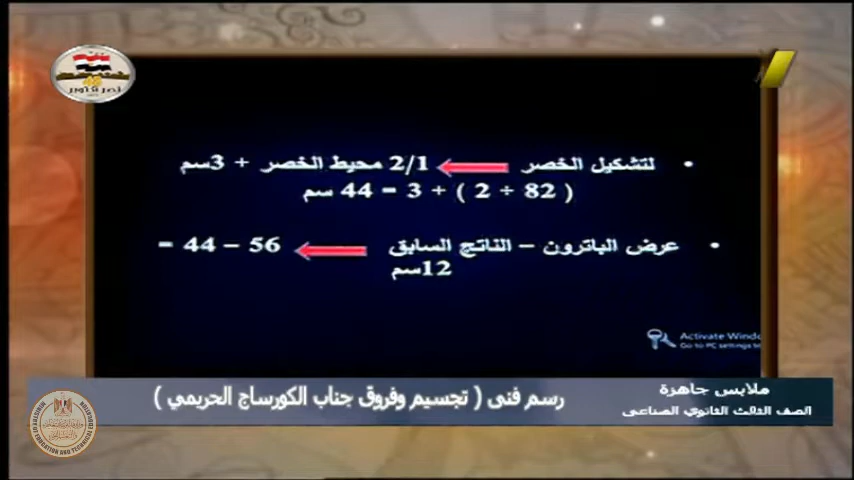 • لتشكيل الخصر 2/1 محيط الخصر + 3سم
( 82 ÷ 2 ) + 3 = 44 سم
• عرض الباترون – الناتج السابق 56 – 44 =
12سم
Activate Windo
Go to PC settings
ملابس جاهزة
الصف الثالث الثانوي الصناعى
رسم فنى ( تجسيم وفروق جناب الكورساج الحريمي )